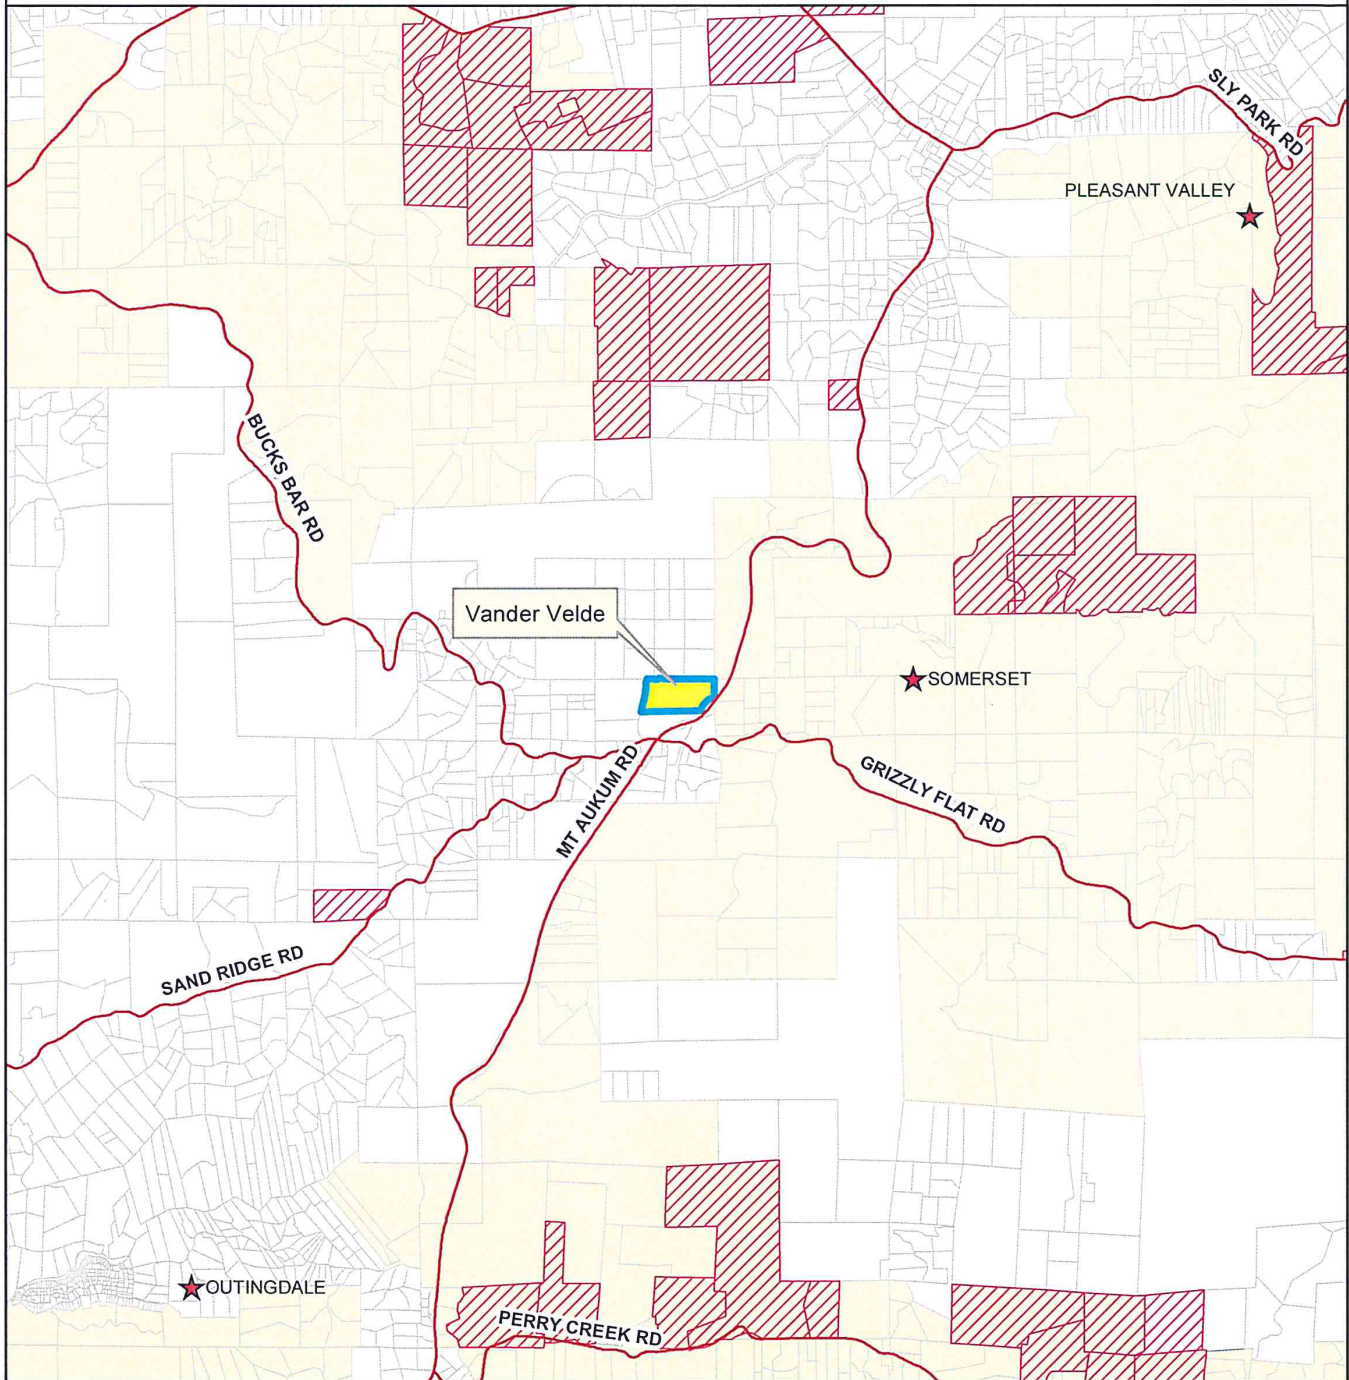 SLY PARK RD
PLEASANT VALLEY
BUCKS BAR RD
Vander Velde
SOMERSET
MT AUKUM RD
GRIZZLY FLAT RD
SAND RIDGE RD
OUTINGDALE
PERRY CREEK RD